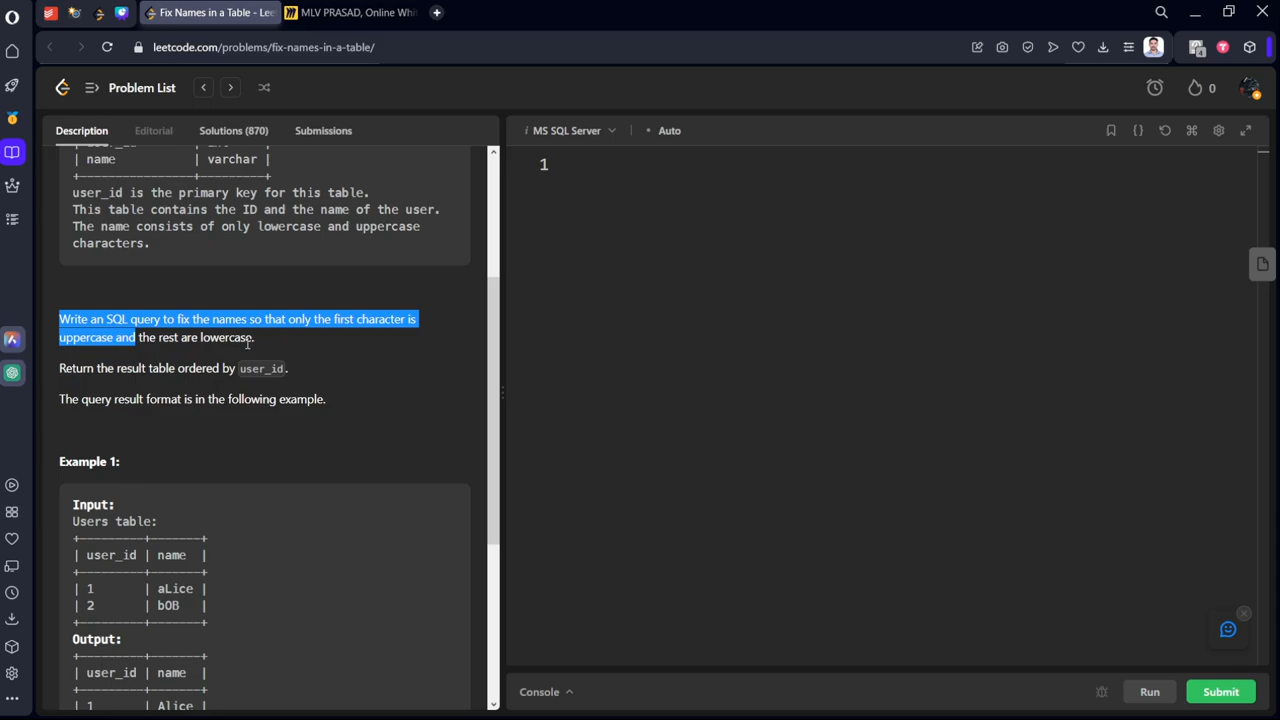 Fix Names in a Table - Lee
MLV PRASAD, Online Whi
leetcode.com/problems/fix-names-in-a-table/
4
Problem List
0
Description Editorial Solutions (870) Submissions
i MS SQL Server • Auto
1
| name | varchar |
+----------------+---------+
user_id is the primary key for this table.
This table contains the ID and the name of the user.
The name consists of only lowercase and uppercase
characters.
Write an SQL query to fix the names so that only the first character is
uppercase and the rest are lowercase.
Return the result table ordered by user_id.
The query result format is in the following example.
Example 1:
Input:
Users table:
+---------+-------+
| user_id | name |
+---------+-------+
| 1 | aLice |
| 2 | bOB |
+---------+-------+
Output:
+---------+-------+
| user_id | name |
+---------+-------+
| 1 | Alice |
Console
Run
Submit